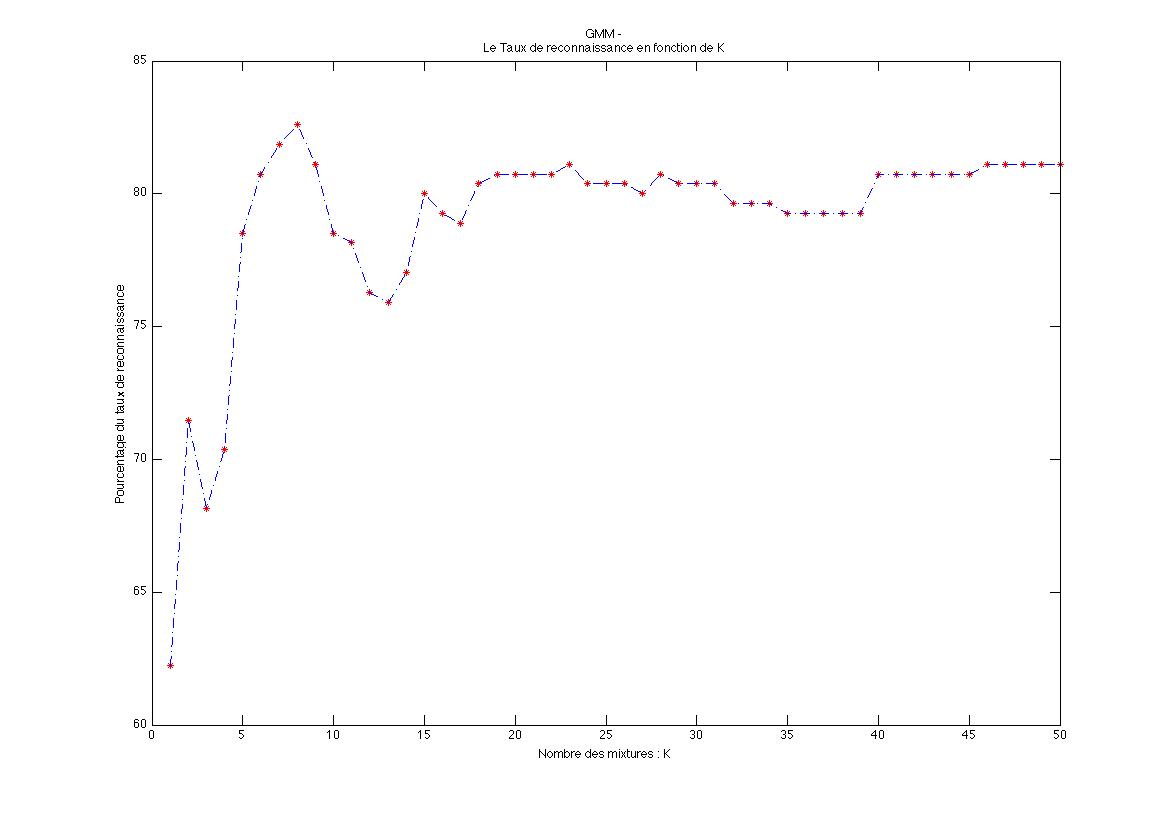 GMM -
Le Taux de reconnaissance en fonction de K
85
80
75
70
65
60
Pourcentage du taux de reconnaissance
0 5 10 15 20 25 30 35 40 45 50
Nombre des mixtures : K